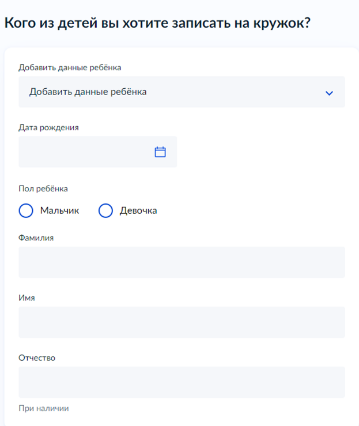 Кого из детей вы хотите записать на кружок?
Добавить данные ребёнка
Добавить данные ребёнка
Дата рождения
Пол ребёнка
Мальчик Девочка
Фамилия
Имя
Отчество
При наличии